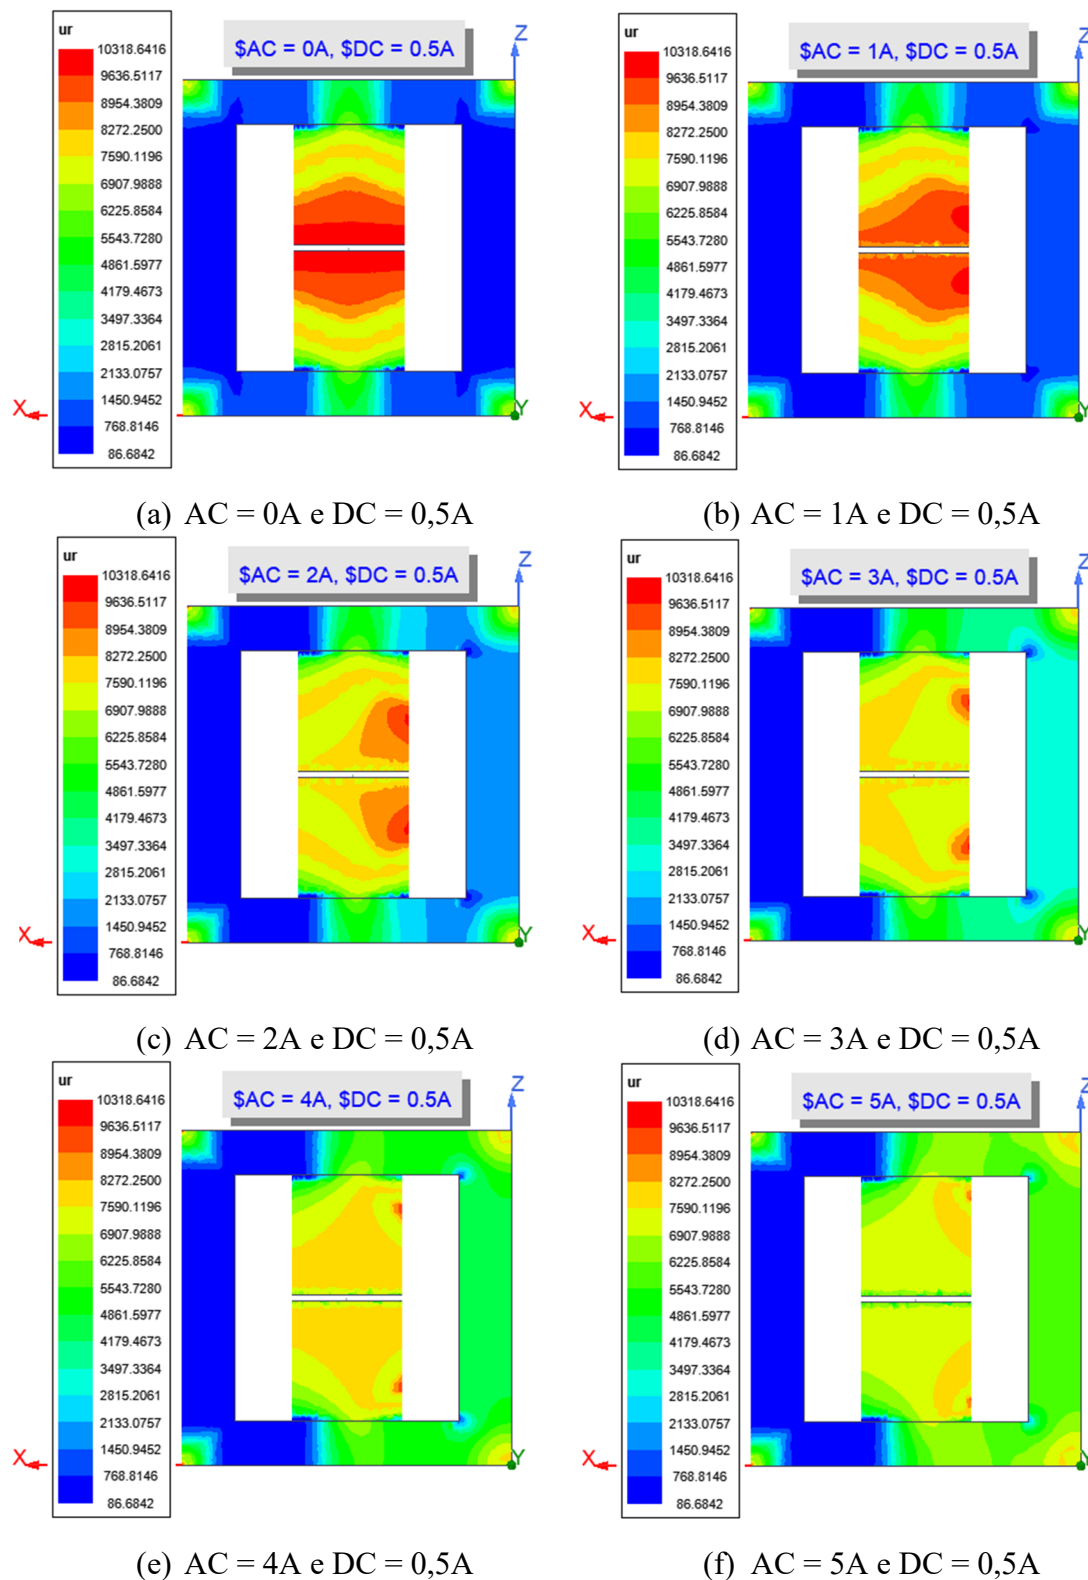 ur
$AC = 0A, $DC = 0.5A
Z
10318.6416
9636.5117
8954.3809
8272.2500
7590.1196
6907.9888
6225.8584
5543.7280
4861.5977
4179.4673
3497.3364
2815.2061
2133.0757
1450.9452
768.8146
86.6842
X
Y
(a) AC = 0A e DC = 0,5A
ur
$AC = 1A, $DC = 0.5A
Z
10318.6416
9636.5117
8954.3809
8272.2500
7590.1196
6907.9888
6225.8584
5543.7280
4861.5977
4179.4673
3497.3364
2815.2061
2133.0757
1450.9452
768.8146
86.6842
X
Y
(b) AC = 1A e DC = 0,5A
ur
$AC = 2A, $DC = 0.5A
Z
10318.6416
9636.5117
8954.3809
8272.2500
7590.1196
6907.9888
6225.8584
5543.7280
4861.5977
4179.4673
3497.3364
2815.2061
2133.0757
1450.9452
768.8146
86.6842
X
Y
(c) AC = 2A e DC = 0,5A
ur
$AC = 3A, $DC = 0.5A
Z
10318.6416
9636.5117
8954.3809
8272.2500
7590.1196
6907.9888
6225.8584
5543.7280
4861.5977
4179.4673
3497.3364
2815.2061
2133.0757
1450.9452
768.8146
86.6842
X
Y
(d) AC = 3A e DC = 0,5A
ur
$AC = 4A, $DC = 0.5A
Z
10318.6416
9636.5117
8954.3809
8272.2500
7590.1196
6907.9888
6225.8584
5543.7280
4861.5977
4179.4673
3497.3364
2815.2061
2133.0757
1450.9452
768.8146
86.6842
X
Y
(e) AC = 4A e DC = 0,5A
ur
$AC = 5A, $DC = 0.5A
Z
10318.6416
9636.5117
8954.3809
8272.2500
7590.1196
6907.9888
6225.8584
5543.7280
4861.5977
4179.4673
3497.3364
2815.2061
2133.0757
1450.9452
768.8146
86.6842
X
Y
(f) AC = 5A e DC = 0,5A